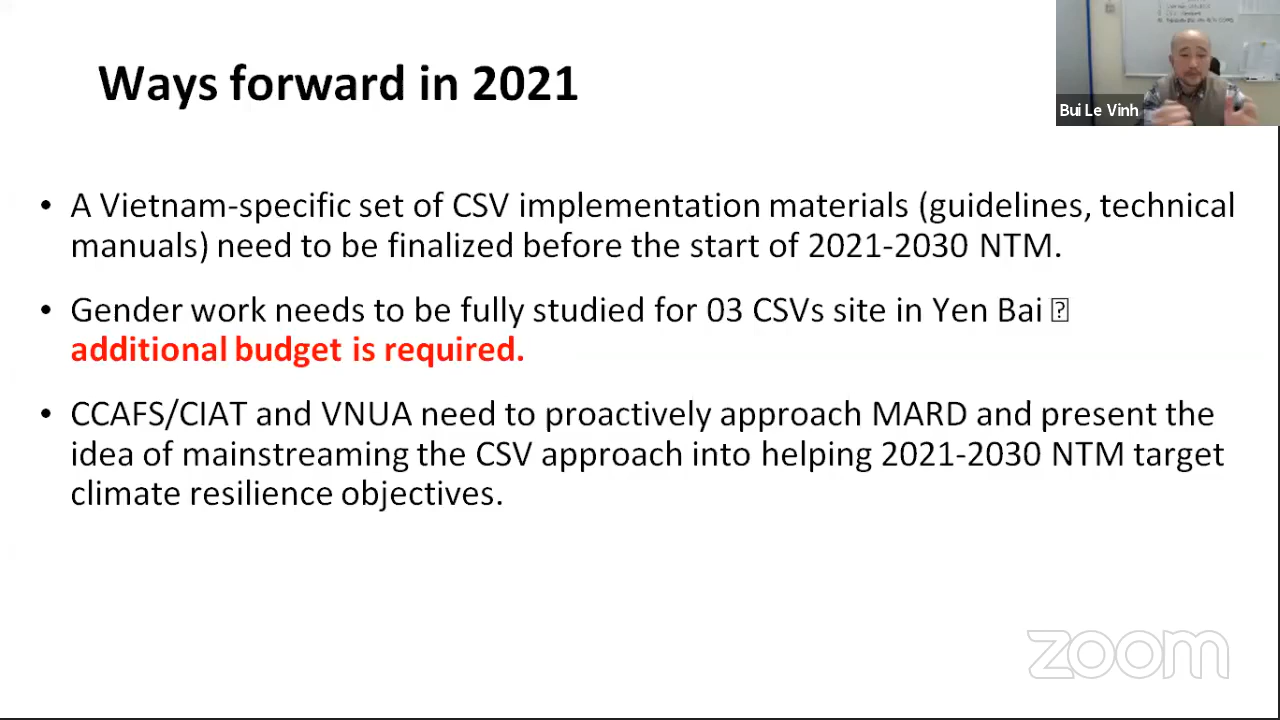 Ways forward in 2021
Bui Le Vinh
• A Vietnam-specific set of CSV implementation materials (guidelines, technical
manuals) need to be finalized before the start of 2021-2030 NTM.
• Gender work needs to be fully studied for 03 CSVs site in Yen Bai
additional budget is required.
• CCAFS/CIAT and VNUA need to proactively approach MARD and present the
idea of mainstreaming the CSV approach into helping 2021-2030 NTM target
climate resilience objectives.
zoom